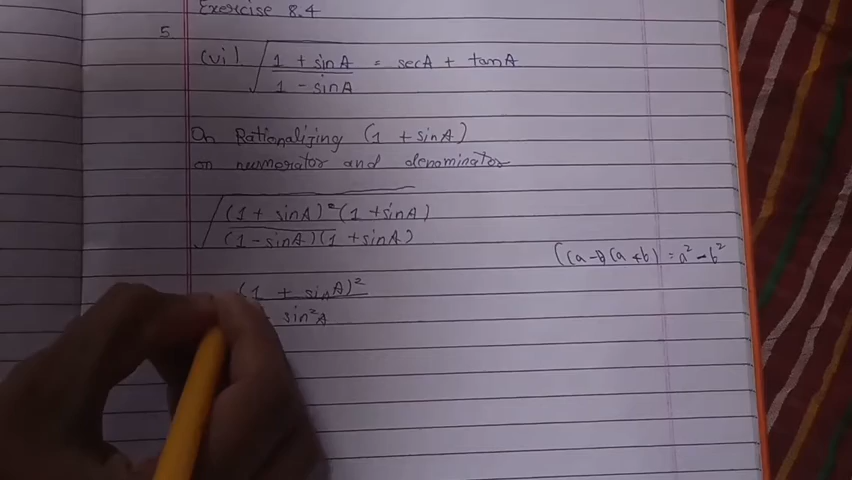 Exercise 8.4
5
(vi) √ 1 + sinA = secA + tanA
1 - sinA
On Rationalizing (1 + sinA)
on numerator and denominator
√ (1 + sinA)² (1 + sinA)
(1 - sinA)(1 + sinA)
((a - b)(a + b) = a² - b²
(1 + sinA)²
- sin²A